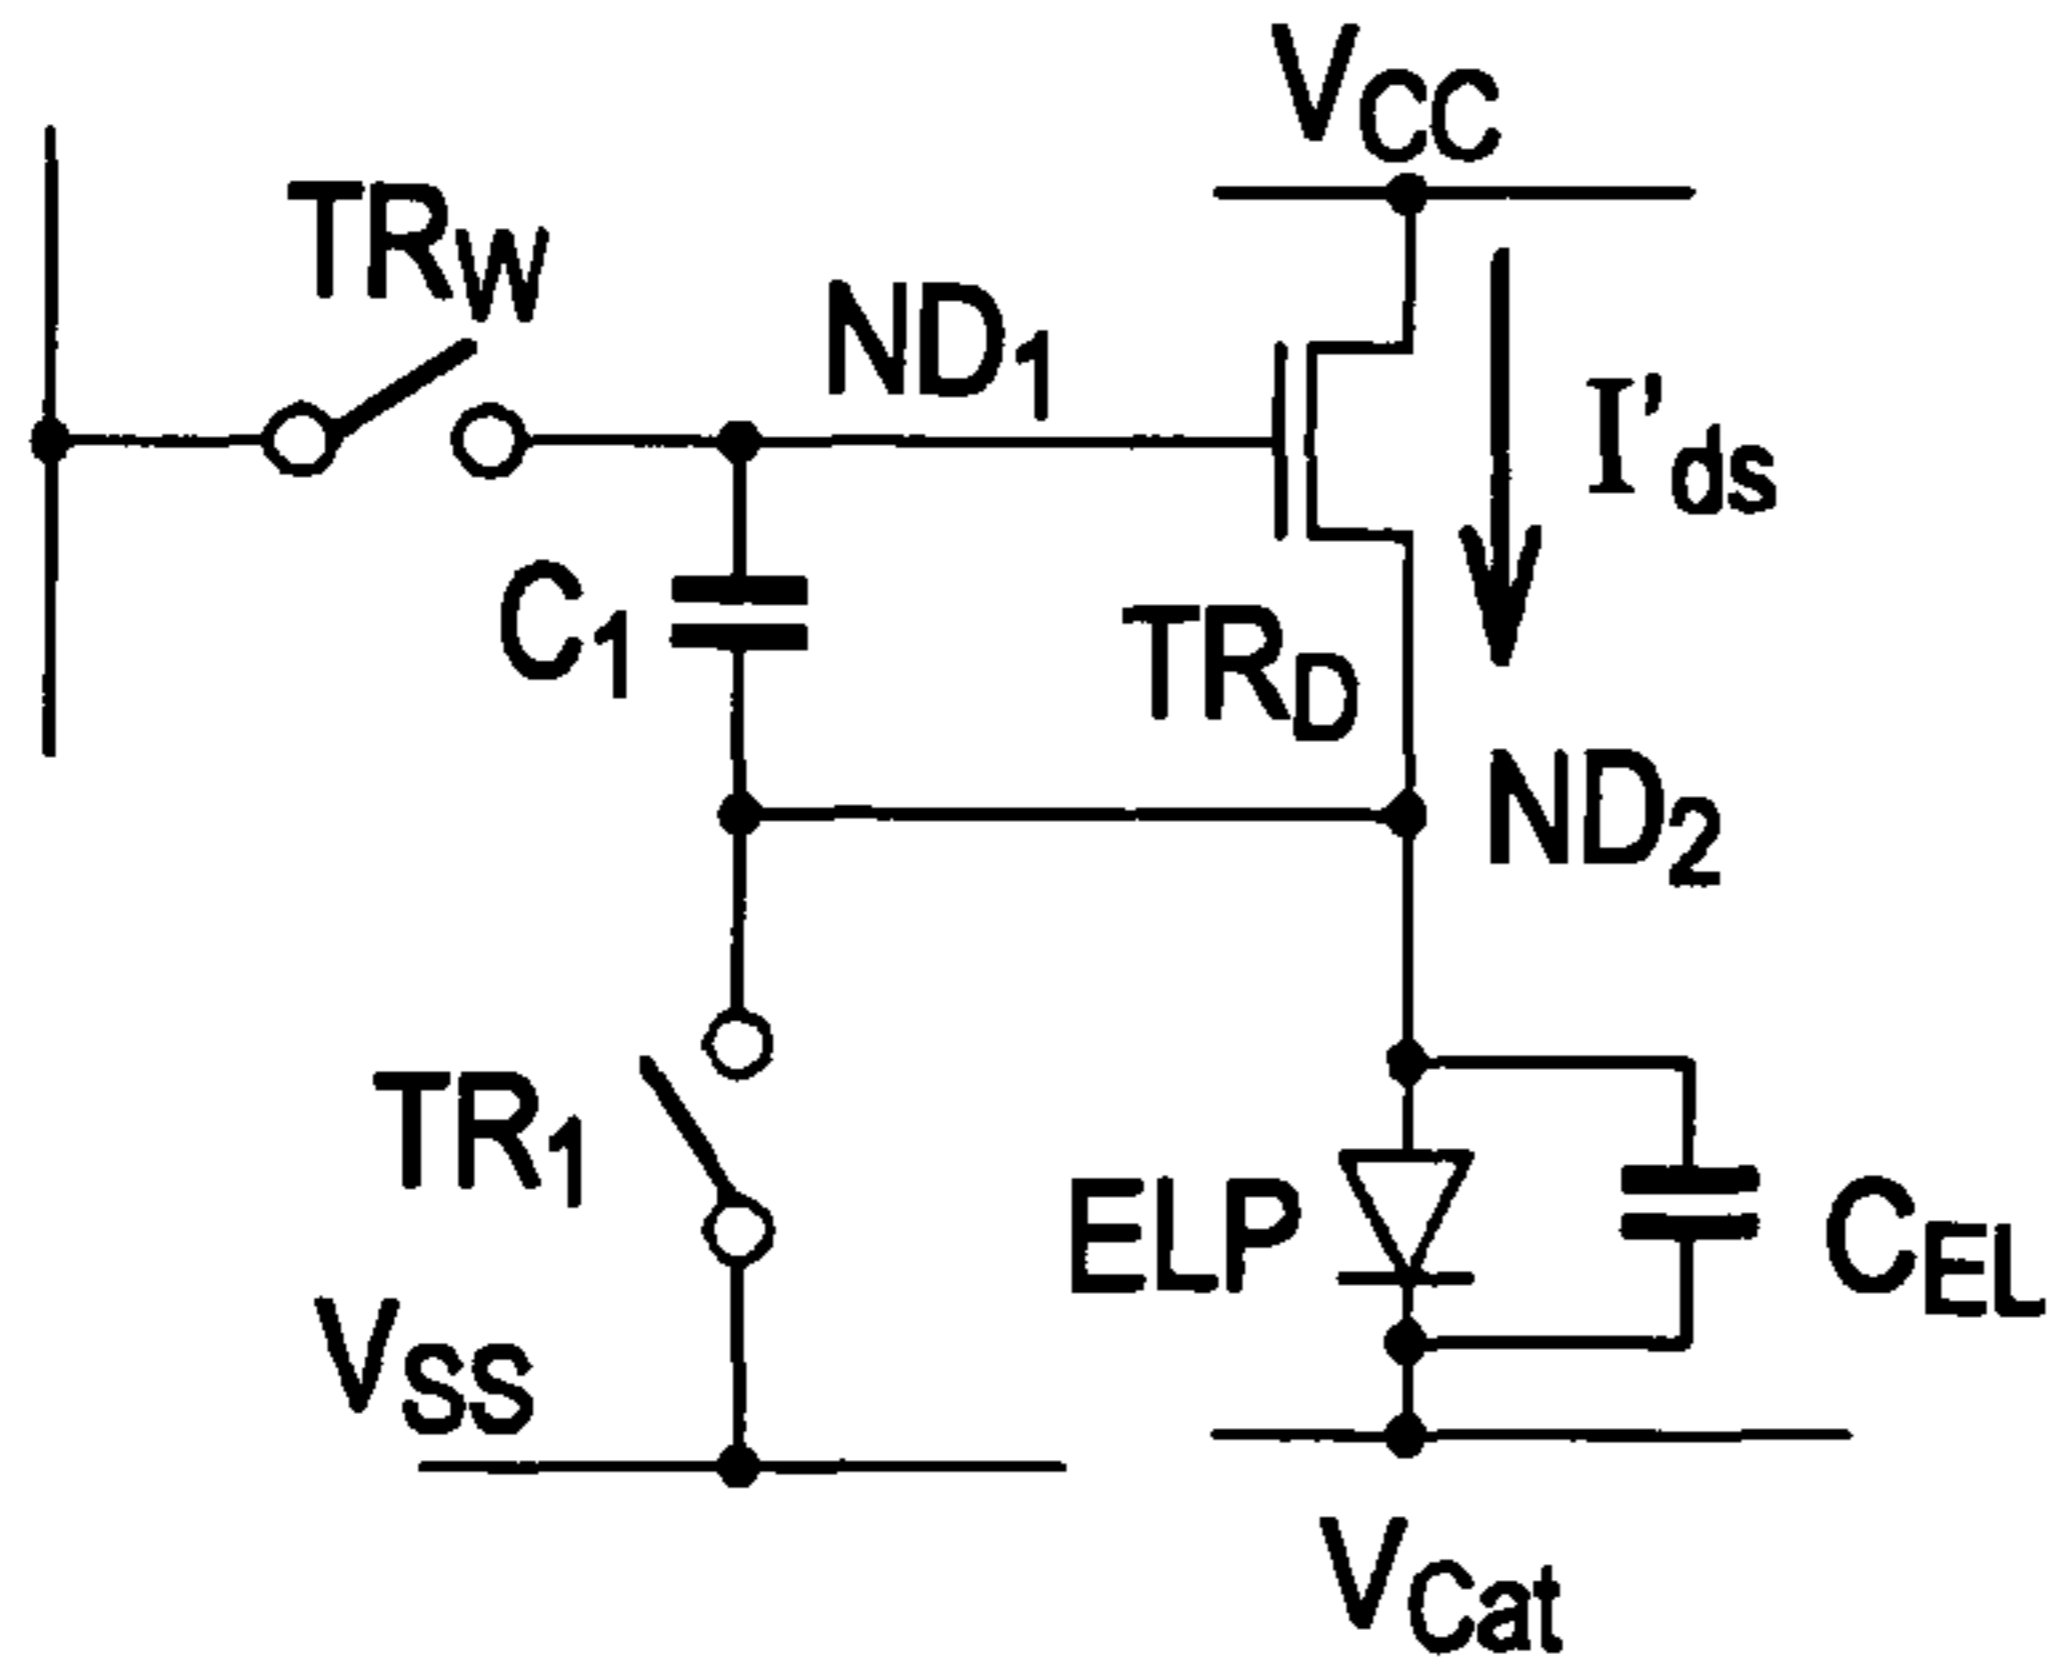 VCC
TRW
ND1
I'ds
C1
TRD
ND2
TR1
ELP
CEL
VSS
VCat